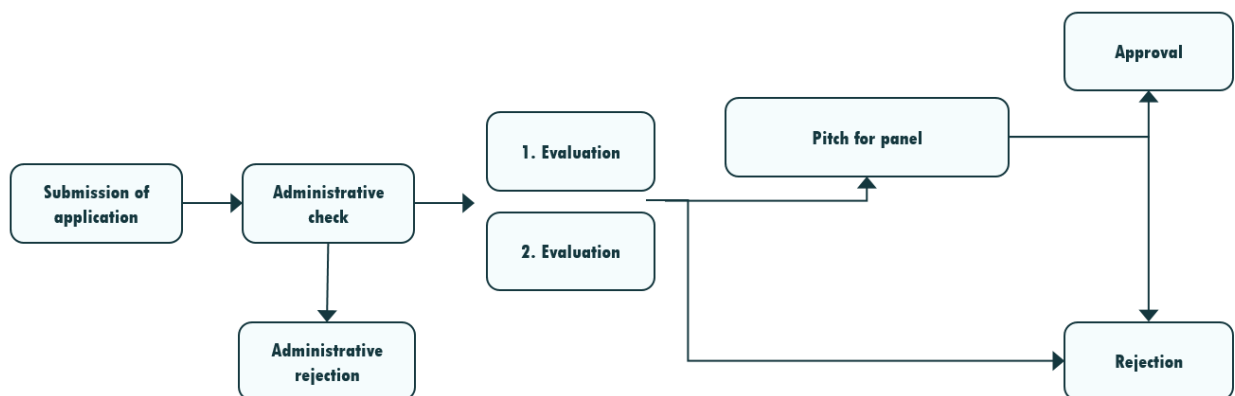 Submission of
application
Administrative
check
Administrative
rejection
1. Evaluation
2. Evaluation
Pitch for panel
Approval
Rejection